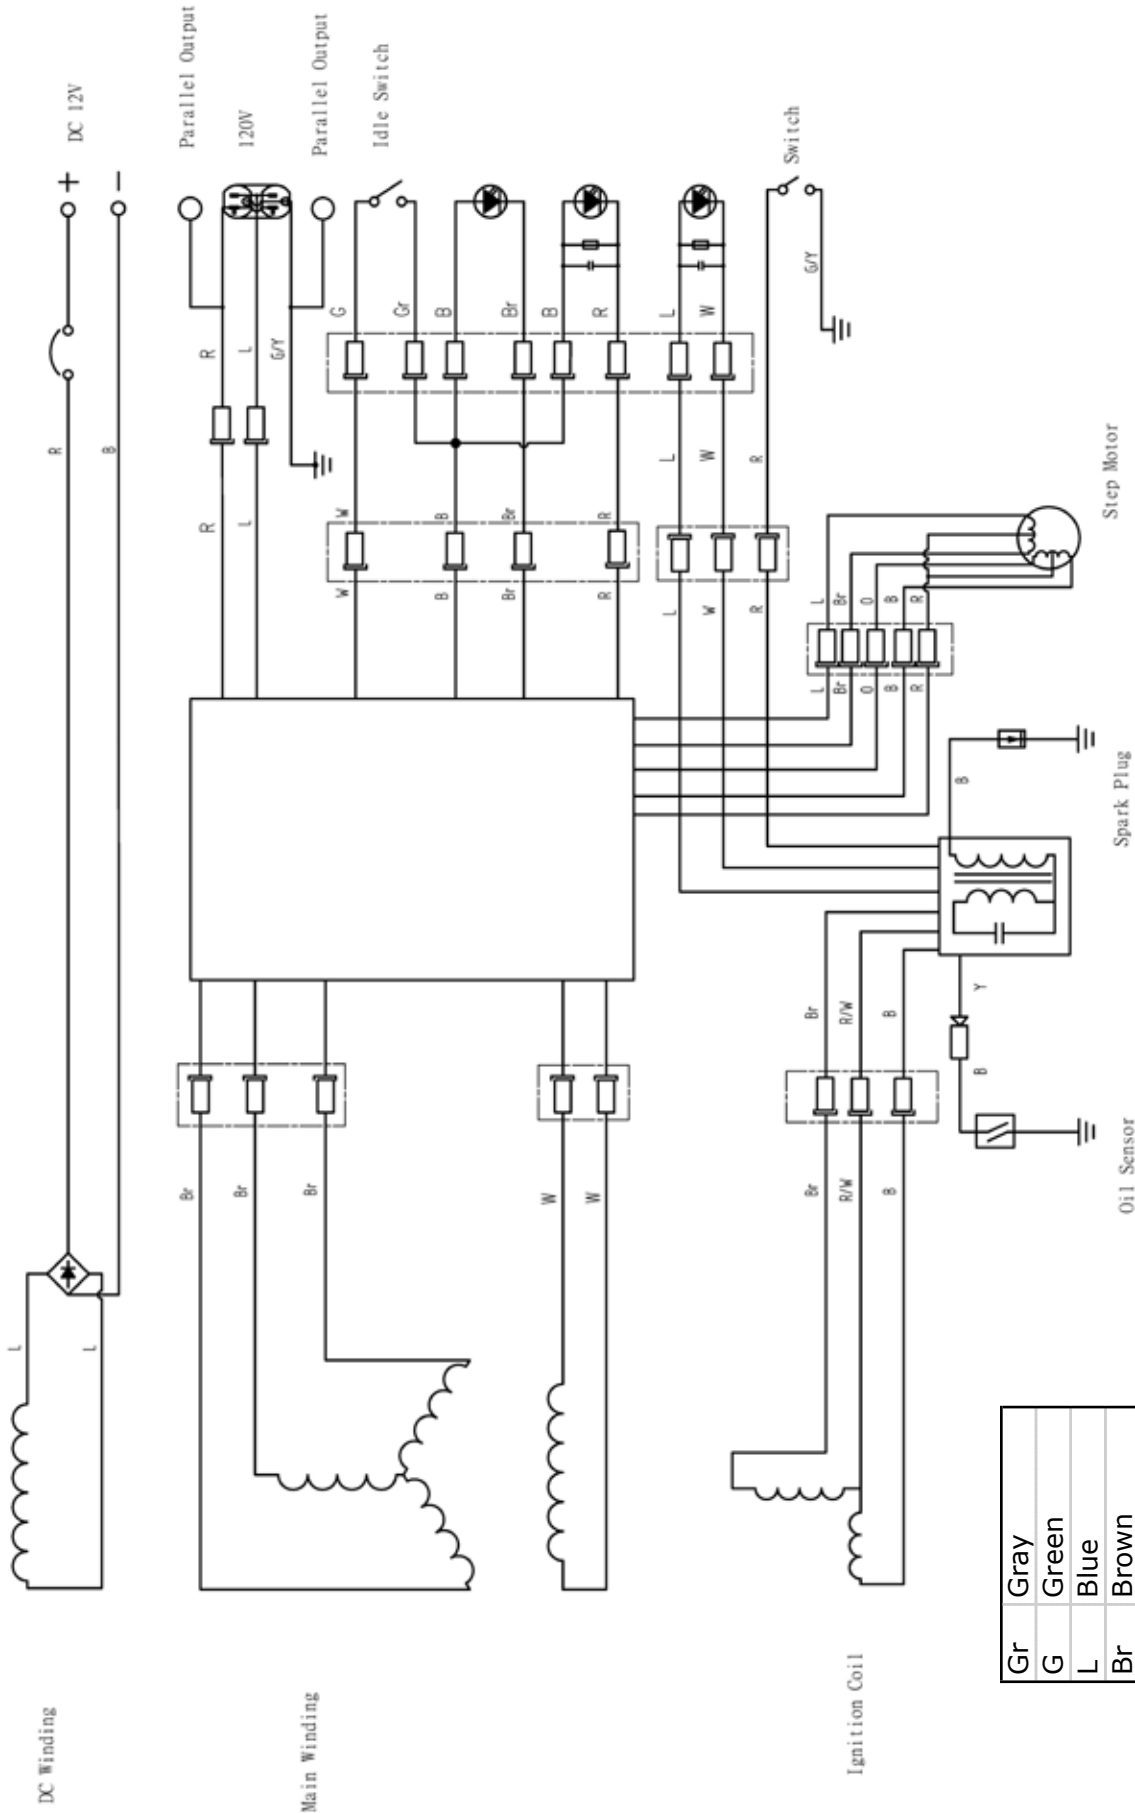 L
DC Winding
R
+
DC 12V
L
B
−
Br
Parallel Output
R
R
Br
L
L
120V
G/Y
Main Winding
Br
Parallel Output
W
W
G
Idle Switch
Gr
B
B
B
Br
Br
Br
W
B
W
R
R
R
L
L
L
W
W
W
R
R
Switch
Br
Br
G/Y
L
L
R/W
R/W
Br
Br
Ignition Coil
O
O
B
B
B
B
R
R
B
B
Y
Step Motor
Spark Plug
Oil Sensor
Gr Gray
G Green
L Blue
Br Brown